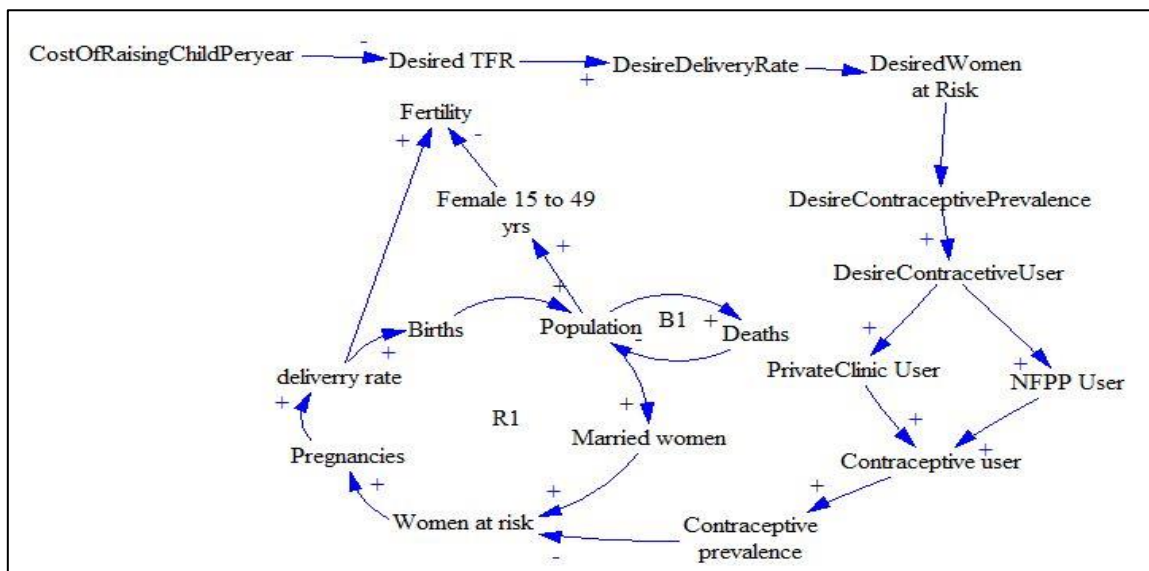 CostOfRaisingChildPeryear
-
Desired TFR
+
DesireDeliveryRate
DesiredWomen
at Risk
Fertility
+
-
Female 15 to 49
yrs
+
DesireContraceptivePrevalence
+
DesireContracetiveUser
+
Births
+
Population
-
B1
+
Deaths
+
PrivateClinic User
+
NFPP User
deliverry rate
+
R1
+
Married women
+
+
Pregnancies
+
Contraceptive user
+
Women at risk
+
-
Contraceptive
prevalence